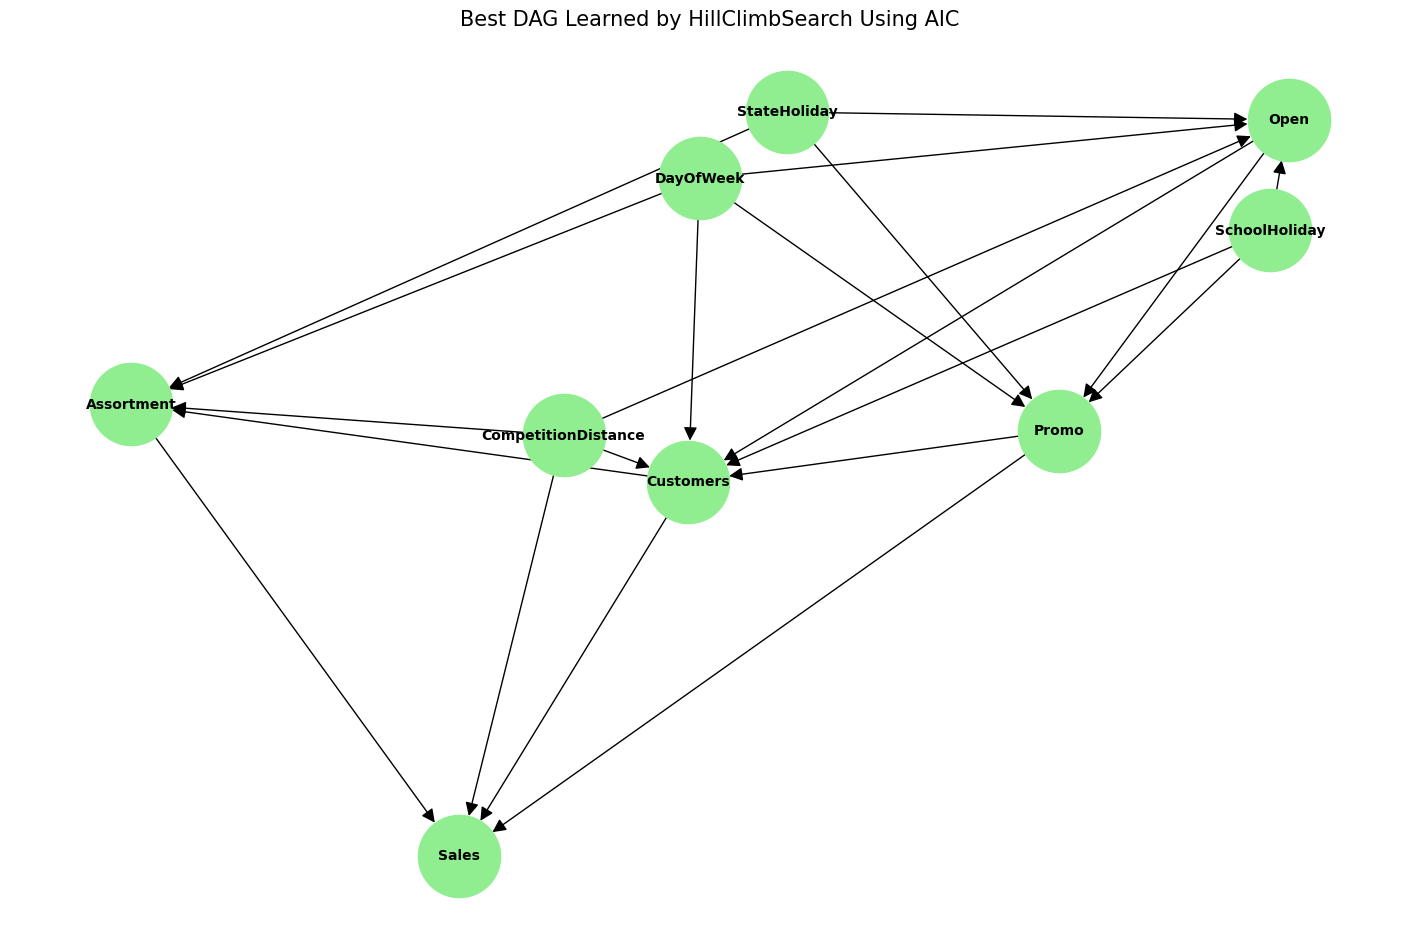 Best DAG Learned by HillClimbSearch Using AIC
StateHoliday
Open
DayOfWeek
SchoolHoliday
Assortment
CompetitionDistance
Promo
Customers
Sales